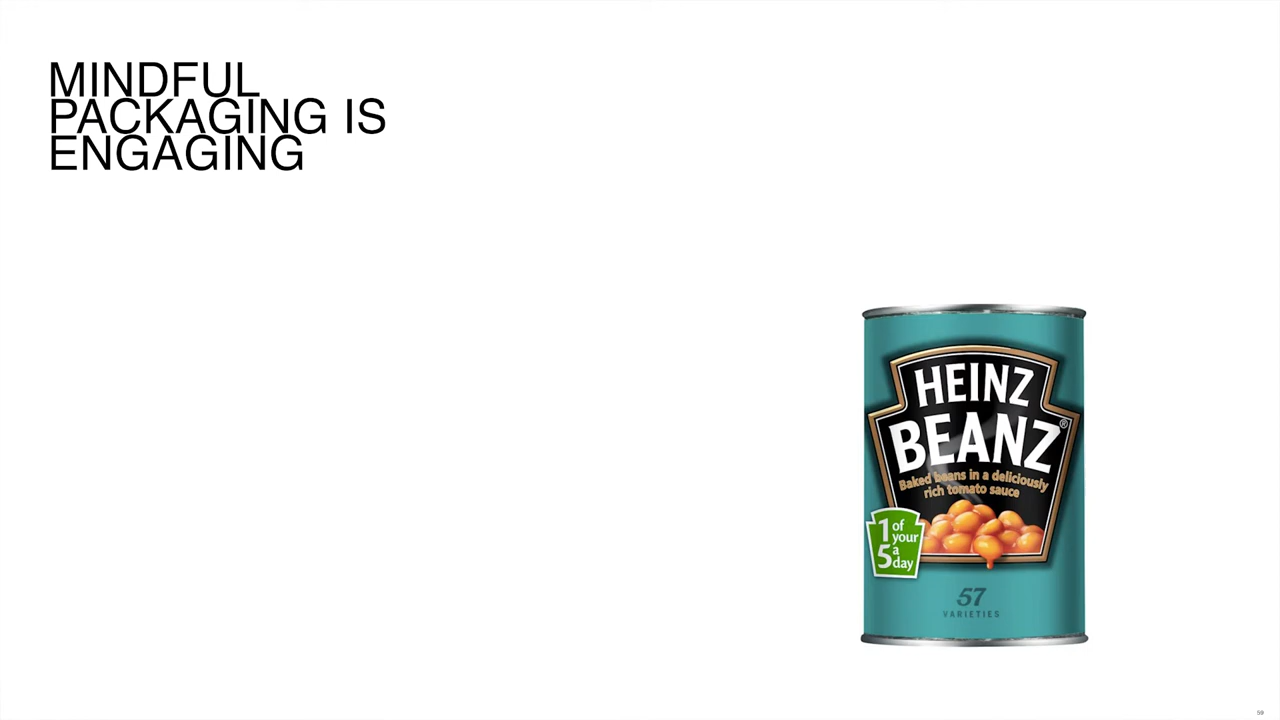 MINDFUL
PACKAGING IS
ENGAGING
HEINZ
BEANZ®
Baked beans in a deliciously
rich tomato sauce
1 of
your
5 a
day
57
VARIETIES
59